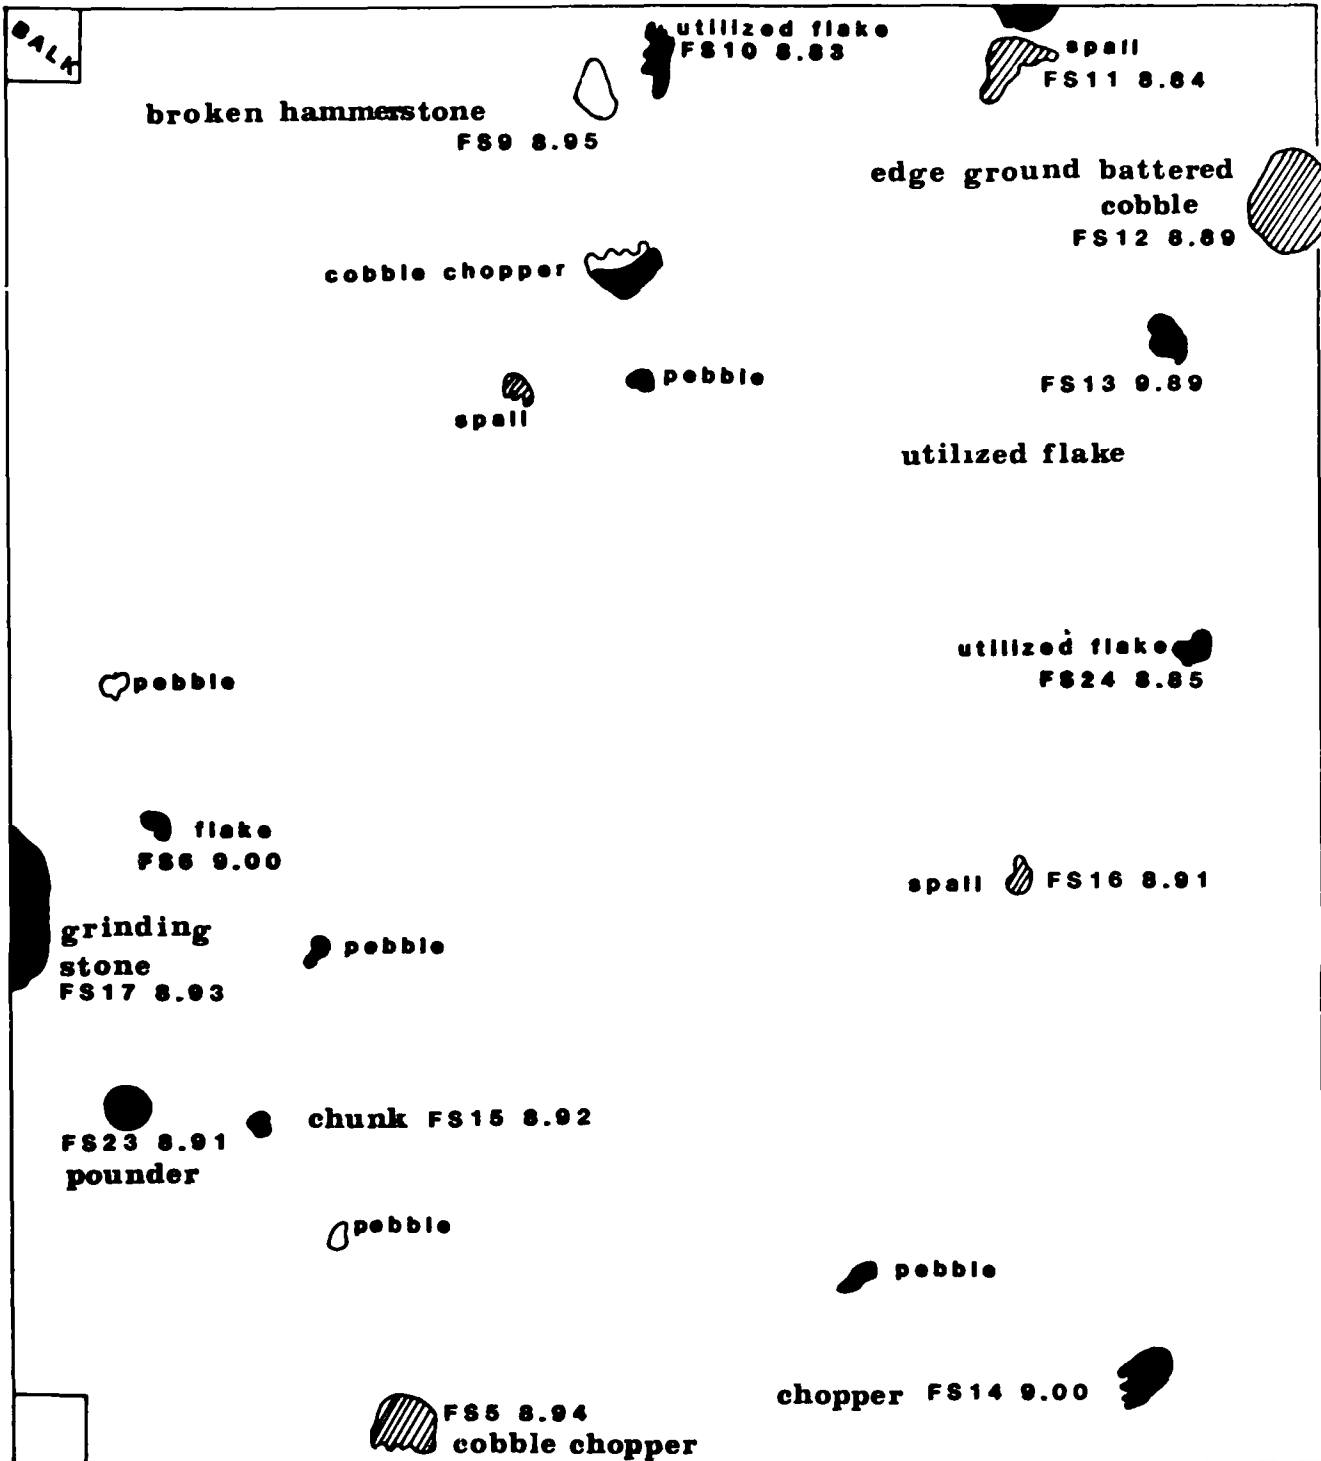 BALK
utilized flake
FS10 8.83
spall
FS11 8.84
broken hammerstone
FS9 8.95
edge ground battered
cobble
FS12 8.89
cobble chopper
pebble
FS13 9.89
spall
utilized flake
utilized flake
FS24 8.85
pebble
flake
FS6 9.00
spall FS16 8.91
grinding
stone
FS17 8.93
pebble
chunk FS15 8.92
FS23 8.91
pounder
pebble
pebble
chopper FS14 9.00
FS5 8.94
cobble chopper